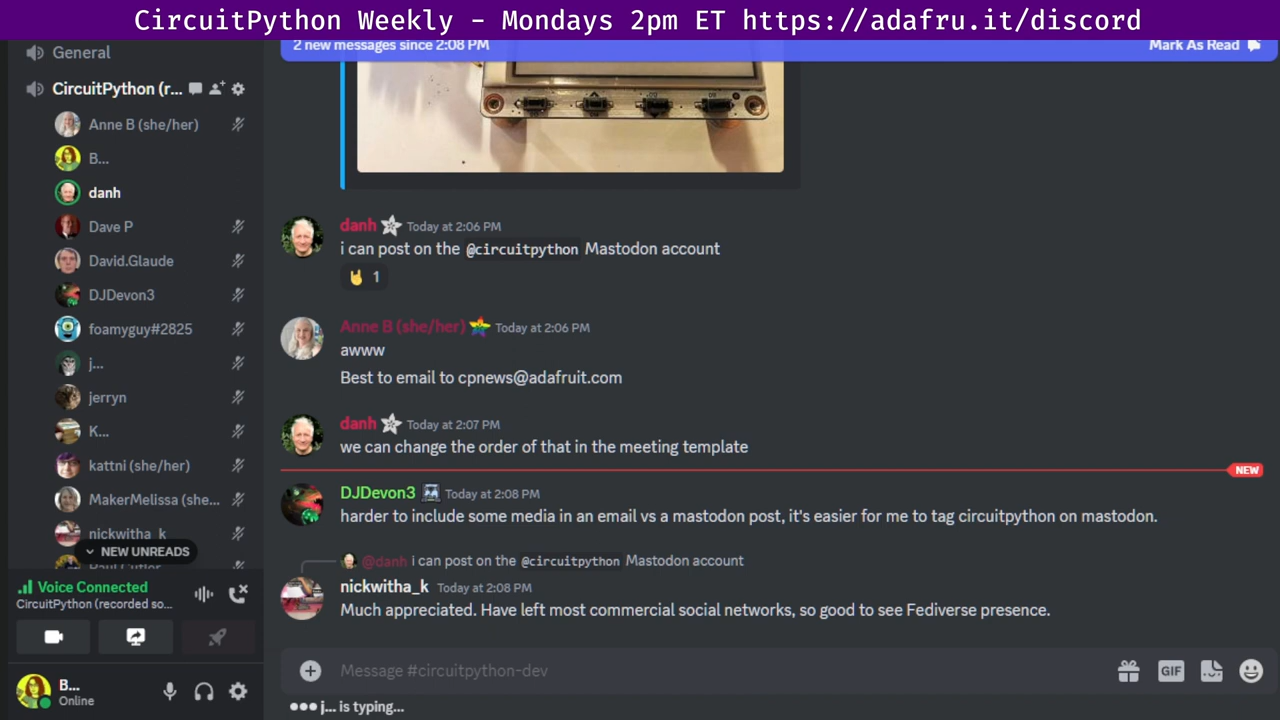 CircuitPython Weekly - Mondays 2pm ET https://adafru.it/discord
General
CircuitPython (r...
Anne B (she/her)
B...
danh
Dave P
David.Glaude
DJDevon3
foamyguy#2825
j...
jerryn
K...
kattni (she/her)
MakerMelissa (she...
nickwitha_k
Paul Cutler
NEW UNREADS
Voice Connected
CircuitPython (recorded so...
B...
Online
2 new messages since 2:08 PM
Mark As Read
danh Today at 2:06 PM
i can post on the @circuitpython Mastodon account
1
Anne B (she/her) Today at 2:06 PM
awww
Best to email to cpnews@adafruit.com
danh Today at 2:07 PM
we can change the order of that in the meeting template
NEW
DJDevon3 Today at 2:08 PM
harder to include some media in an email vs a mastodon post, it's easier for me to tag circuitpython on mastodon.
@danh i can post on the @circuitpython Mastodon account
nickwitha_k Today at 2:08 PM
Much appreciated. Have left most commercial social networks, so good to see Fediverse presence.
Message #circuitpython-dev
GIF
j... is typing...